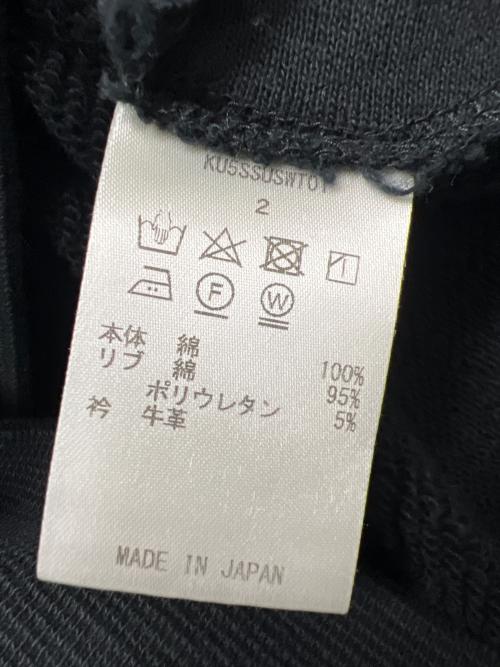 KU5SSUSWT01
2
F W
本体 綿 100%
リブ 綿 95%
ポリウレタン 5%
衿 牛革
MADE IN JAPAN